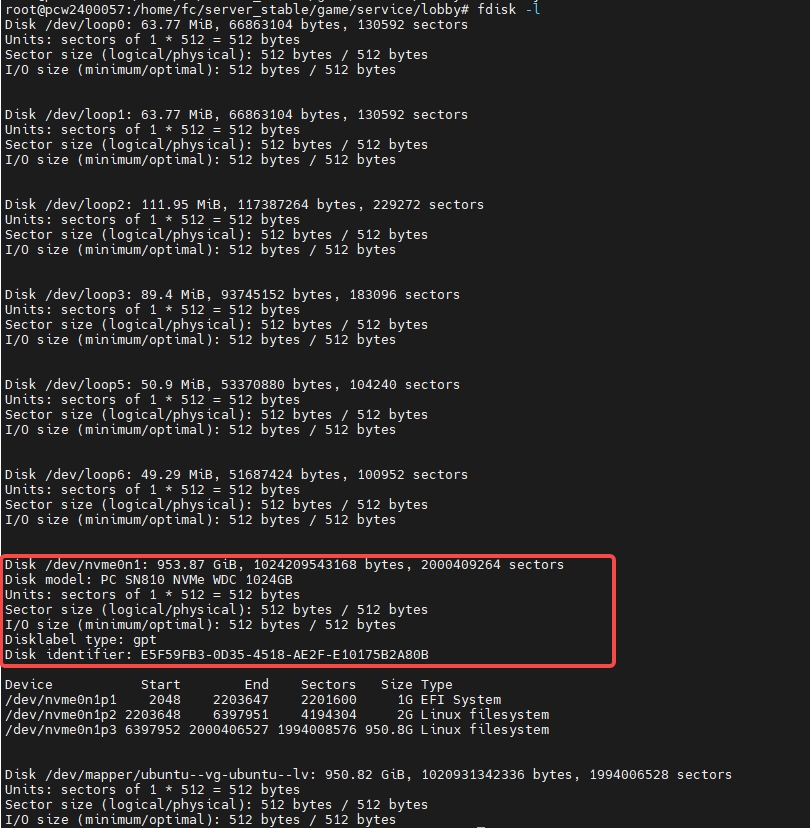 root@pcw2400057:/home/fc/server_stable/game/service/lobby# fdisk -l
Disk /dev/loop0: 63.77 MiB, 66863104 bytes, 130592 sectors
Units: sectors of 1 * 512 = 512 bytes
Sector size (logical/physical): 512 bytes / 512 bytes
I/O size (minimum/optimal): 512 bytes / 512 bytes
Disk /dev/loop1: 63.77 MiB, 66863104 bytes, 130592 sectors
Units: sectors of 1 * 512 = 512 bytes
Sector size (logical/physical): 512 bytes / 512 bytes
I/O size (minimum/optimal): 512 bytes / 512 bytes
Disk /dev/loop2: 111.95 MiB, 117387264 bytes, 229272 sectors
Units: sectors of 1 * 512 = 512 bytes
Sector size (logical/physical): 512 bytes / 512 bytes
I/O size (minimum/optimal): 512 bytes / 512 bytes
Disk /dev/loop3: 89.4 MiB, 93745152 bytes, 183096 sectors
Units: sectors of 1 * 512 = 512 bytes
Sector size (logical/physical): 512 bytes / 512 bytes
I/O size (minimum/optimal): 512 bytes / 512 bytes
Disk /dev/loop5: 50.9 MiB, 53370880 bytes, 104240 sectors
Units: sectors of 1 * 512 = 512 bytes
Sector size (logical/physical): 512 bytes / 512 bytes
I/O size (minimum/optimal): 512 bytes / 512 bytes
Disk /dev/loop6: 49.29 MiB, 51687424 bytes, 100952 sectors
Units: sectors of 1 * 512 = 512 bytes
Sector size (logical/physical): 512 bytes / 512 bytes
I/O size (minimum/optimal): 512 bytes / 512 bytes
Disk /dev/nvme0n1: 953.87 GiB, 1024209543168 bytes, 2000409264 sectors
Disk model: PC SN810 NVMe WDC 1024GB
Units: sectors of 1 * 512 = 512 bytes
Sector size (logical/physical): 512 bytes / 512 bytes
I/O size (minimum/optimal): 512 bytes / 512 bytes
Disklabel type: gpt
Disk identifier: E5F59FB3-0D35-4518-AE2F-E10175B2A80B
Device Start End Sectors Size Type
/dev/nvme0n1p1 2048 2203647 2201600 1G EFI System
/dev/nvme0n1p2 2203648 6397951 4194304 2G Linux filesystem
/dev/nvme0n1p3 6397952 2000406527 1994008576 950.8G Linux filesystem
Disk /dev/mapper/ubuntu--vg-ubuntu--lv: 950.82 GiB, 1020931342336 bytes, 1994006528 sectors
Units: sectors of 1 * 512 = 512 bytes
Sector size (logical/physical): 512 bytes / 512 bytes
I/O size (minimum/optimal): 512 bytes / 512 bytes